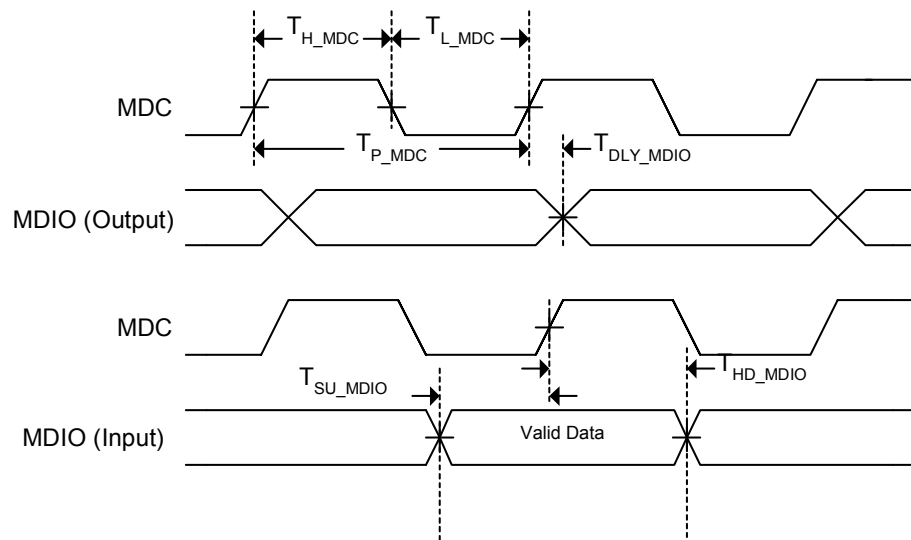 T_H_MDC
T_L_MDC
MDC
T_P_MDC
T_DLY_MDIO
MDIO (Output)
MDC
T_SU_MDIO
T_HD_MDIO
MDIO (Input)
Valid Data